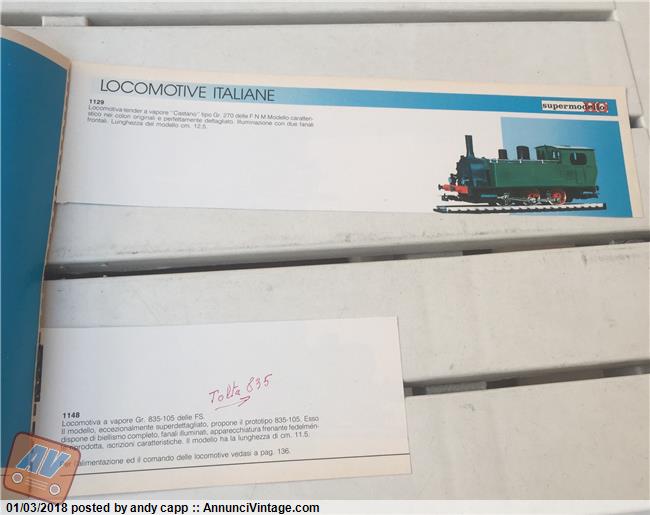 LOCOMOTIVE ITALIANE
supermodello
1129
Locomotiva-tender a vapore "Castano" tipo Gr. 270 delle F.N.M. Modello caratteri-
stico nei colori originali e perfettamente dettagliato. Illuminazione con due fanali
frontali. Lunghezza del modello cm. 12,5.
Tolta 835
1148
Locomotiva a vapore Gr. 835-105 delle FS.
Il modello, eccezionalmente superdettagliato, propone il prototipo 835-105. Esso
dispone di biellismo completo, fanali illuminati, apparecchiatura frenante fedelmen-
riprodotta, iscrizioni caratteristiche. Il modello ha la lunghezza di cm. 11.5.
l'alimentazione ed il comando delle locomotive vedasi a pag. 136.
AV
01/03/2018 posted by andy capp :: AnnunciVintage.com